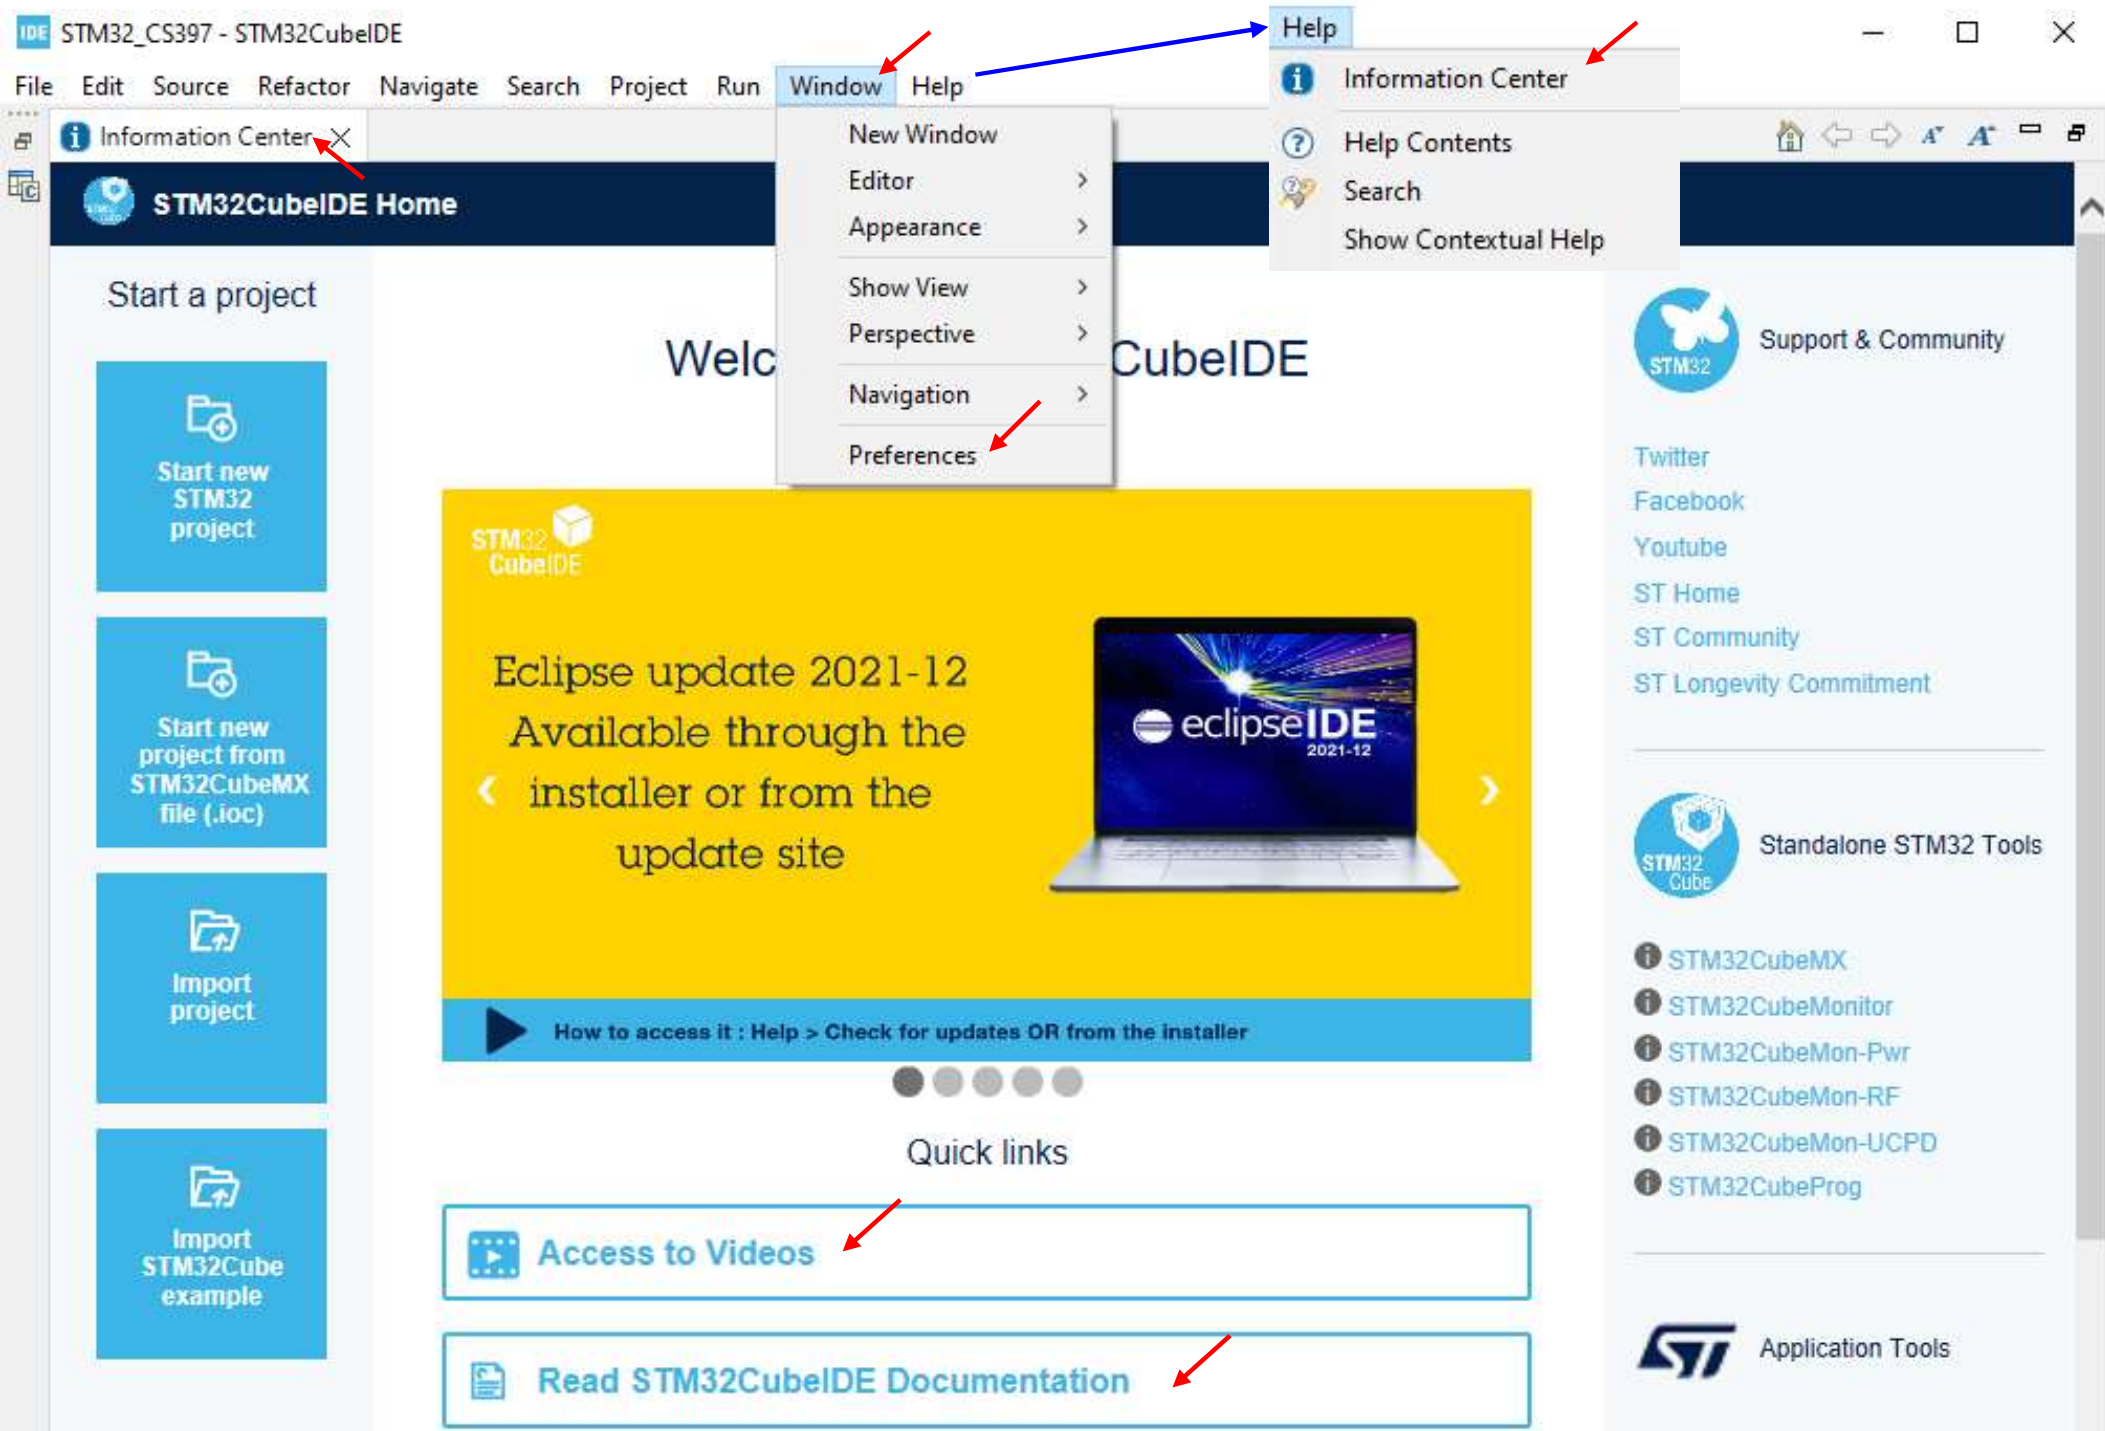 IDE STM32_CS397 - STM32CubeIDE
File Edit Source Refactor Navigate Search Project Run Window Help
Information Center
STM32CubeIDE Home
New Window
Editor
Appearance
Show View
Perspective
Navigation
Preferences
Help
Information Center
Help Contents
Search
Show Contextual Help
Start a project
Start new
STM32
project
Start new
project from
STM32CubeMX
file (.ioc)
Import
project
Import
STM32Cube
example
Welc CubeIDE
STM32
CubeIDE
Eclipse update 2021-12
Available through the
installer or from the
update site
eclipse IDE
2021-12
How to access it : Help > Check for updates OR from the installer
Quick links
Access to Videos
Read STM32CubeIDE Documentation
STM32
Support & Community
Twitter
Facebook
Youtube
ST Home
ST Community
ST Longevity Commitment
STM32
Cube
Standalone STM32 Tools
STM32CubeMX
STM32CubeMonitor
STM32CubeMon-Pwr
STM32CubeMon-RF
STM32CubeMon-UCPD
STM32CubeProg
ST
Application Tools